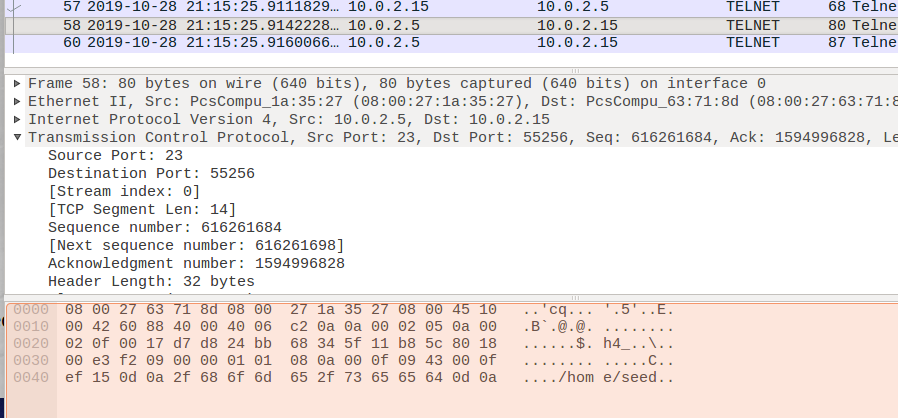 57 2019-10-28 21:15:25.9111829… 10.0.2.15 10.0.2.5 TELNET 68 Telne
58 2019-10-28 21:15:25.9142228… 10.0.2.5 10.0.2.15 TELNET 80 Telne
60 2019-10-28 21:15:25.9160066… 10.0.2.5 10.0.2.15 TELNET 87 Telne
Frame 58: 80 bytes on wire (640 bits), 80 bytes captured (640 bits) on interface 0
Ethernet II, Src: PcsCompu_1a:35:27 (08:00:27:1a:35:27), Dst: PcsCompu_63:71:8d (08:00:27:63:71:8
Internet Protocol Version 4, Src: 10.0.2.5, Dst: 10.0.2.15
Transmission Control Protocol, Src Port: 23, Dst Port: 55256, Seq: 616261684, Ack: 1594996828, Le
Source Port: 23
Destination Port: 55256
[Stream index: 0]
[TCP Segment Len: 14]
Sequence number: 616261684
[Next sequence number: 616261698]
Acknowledgment number: 1594996828
Header Length: 32 bytes
0000 08 00 27 63 71 8d 08 00 27 1a 35 27 08 00 45 10 ..'cq... '.5'..E.
0010 00 42 60 88 40 00 40 06 c2 0a 0a 00 02 05 0a 00 .B`.@.@. ........
0020 02 0f 00 17 d7 d8 24 bb 68 34 5f 11 b8 5c 80 18 ......$. h4_..\..
0030 00 e3 f2 09 00 00 01 01 08 0a 00 0f 09 43 00 0f ........ .....C..
0040 ef 15 0d 0a 2f 68 6f 6d 65 2f 73 65 65 64 0d 0a ..../hom e/seed..